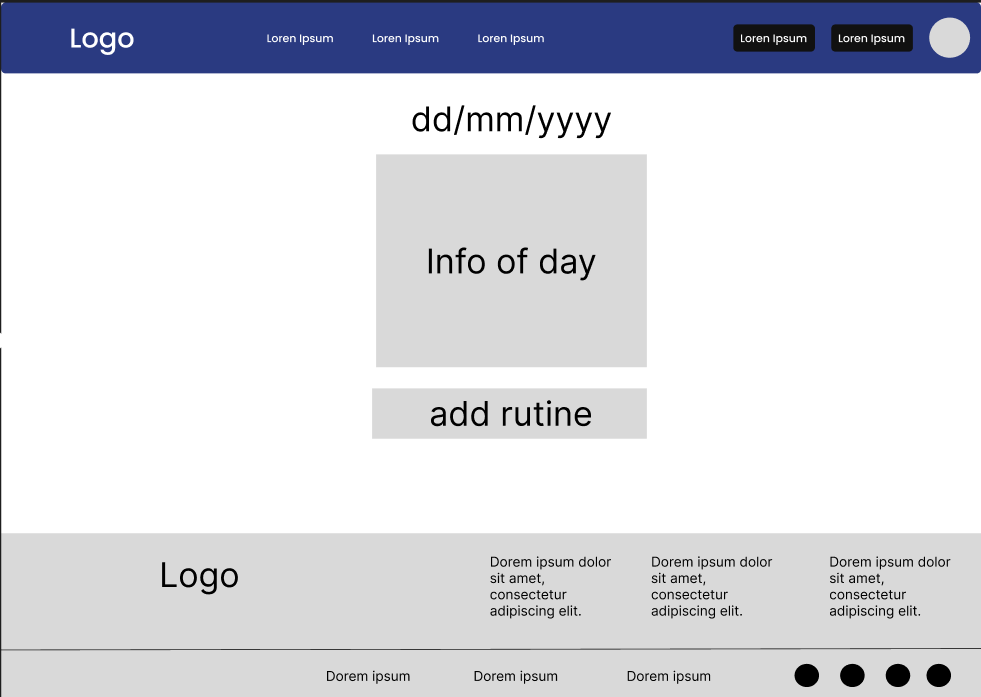 Logo
Loren Ipsum
Loren Ipsum
Loren Ipsum
Loren Ipsum
Loren Ipsum
dd/mm/yyyy
Info of day
add rutine
Logo
Dorem ipsum dolor
sit amet,
consectetur
adipiscing elit.
Dorem ipsum dolor
sit amet,
consectetur
adipiscing elit.
Dorem ipsum dolor
sit amet,
consectetur
adipiscing elit.
Dorem ipsum
Dorem ipsum
Dorem ipsum